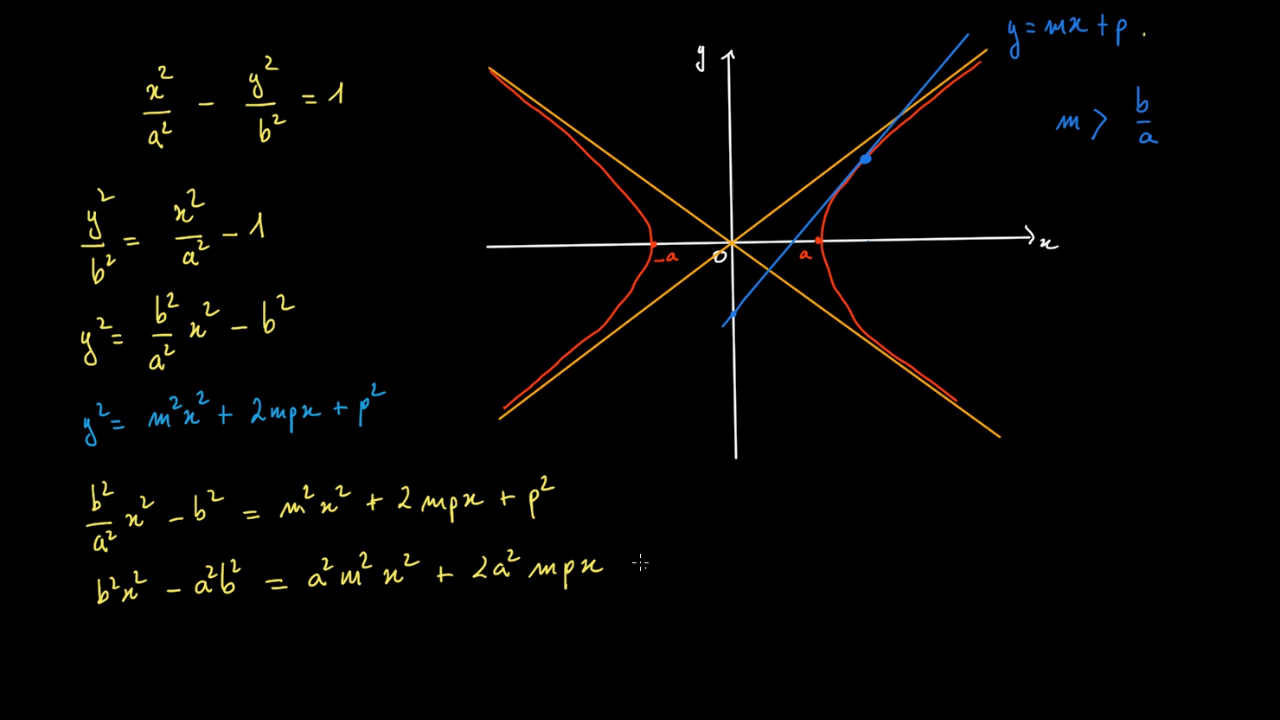 x²/a² - y²/b² = 1
y²/b² = x²/a² - 1
y² = b²/a² x² - b²
y² = m²x² + 2mpx + p²
b²/a² x² - b² = m²x² + 2mpx + p²
b²x² - a²b² = a²m²x² + 2a²mpx
y
x
O
-a
a
y = mx + p .
m > b/a